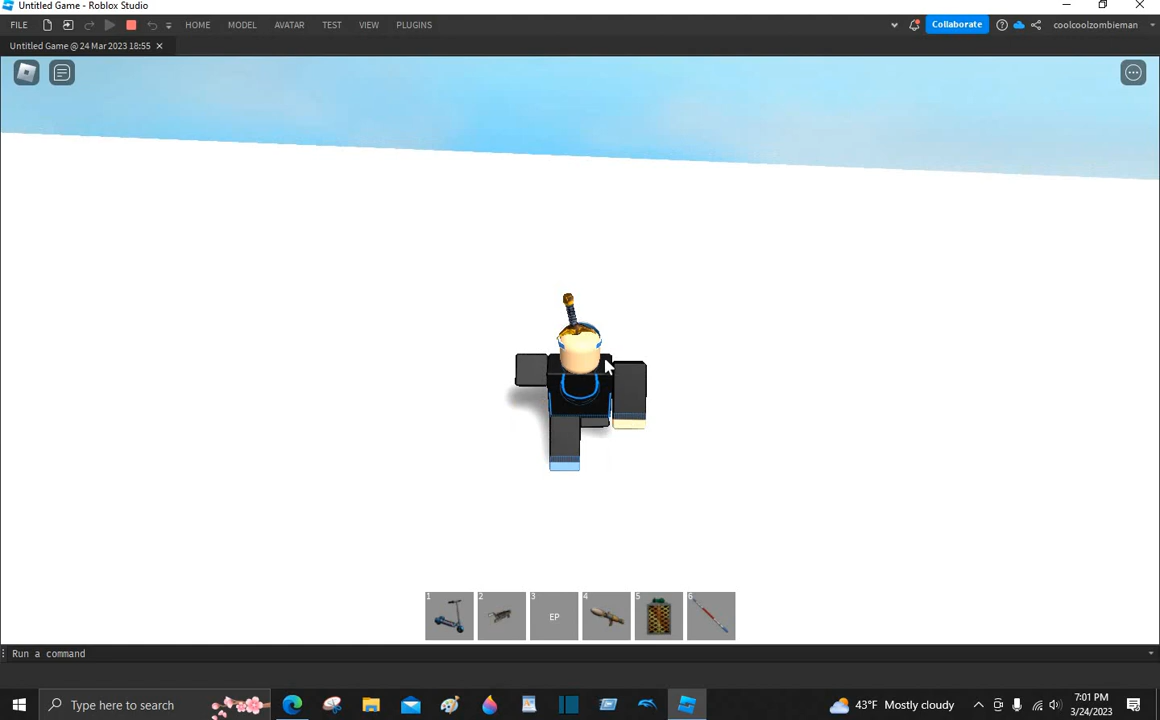 Untitled Game - Roblox Studio
FILE HOME MODEL AVATAR TEST VIEW PLUGINS Collaborate coolcoolzombieman
Untitled Game @ 24 Mar 2023 18:55
1 2 3 4 5 6
EP
Run a command
Type here to search
43°F Mostly cloudy
7:01 PM
3/24/2023